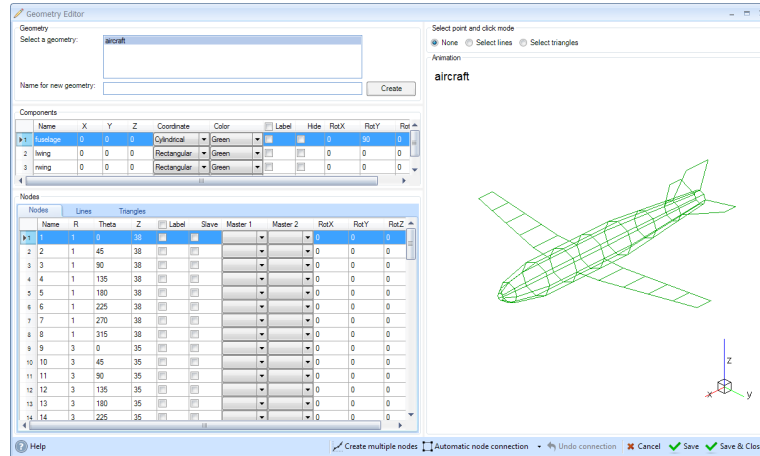 Geometry Editor
Geometry
Select a geometry:
aircraft
Name for new geometry:
Create
Components
Name X Y Z Coordinate Color Label Hide RotX RotY Rot
1 fuselage 0 0 0 Cylindrical Green 0 90 0
2 lwing 0 0 0 Rectangular Green 0 0 0
3 rwing 0 0 0 Rectangular Green 0 0 0
Nodes
Nodes Lines Triangles
Name R Theta Z Label Slave Master 1 Master 2 RotX RotY RotZ
1 1 1 0 38 0 0 0
2 2 1 45 38 0 0 0
3 3 1 90 38 0 0 0
4 4 1 135 38 0 0 0
5 5 1 180 38 0 0 0
6 6 1 225 38 0 0 0
7 7 1 270 38 0 0 0
8 8 1 315 38 0 0 0
9 9 3 0 35 0 0 0
10 10 3 45 35 0 0 0
11 11 3 90 35 0 0 0
12 12 3 135 35 0 0 0
13 13 3 180 35 0 0 0
14 14 3 225 35 0 0 0
Select point and click mode
None Select lines Select triangles
Animation
aircraft
z
x
y
Help
Create multiple nodes Automatic node connection Undo connection Cancel Save Save & Clos